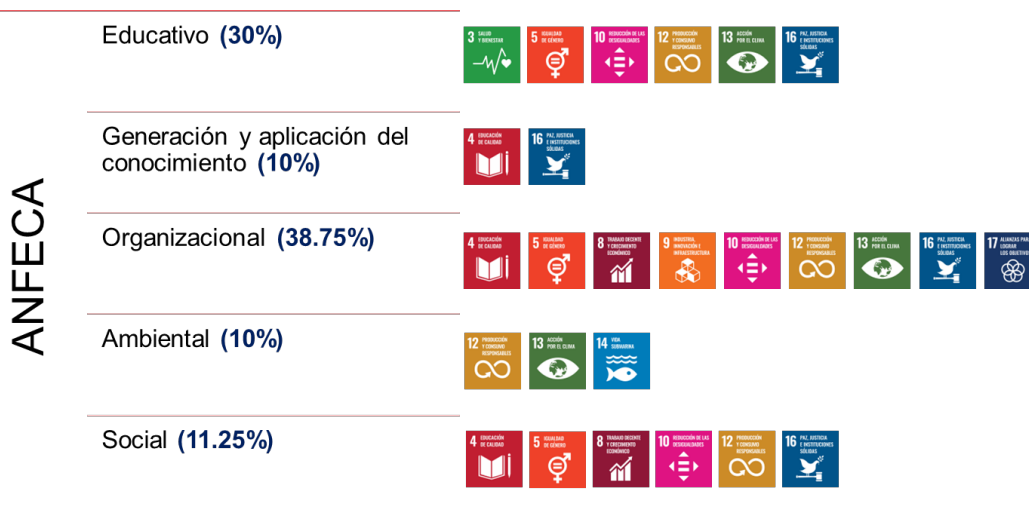 ANFECA
Educativo (30%)
3 SALUD
Y BIENESTAR
5 IGUALDAD
DE GÉNERO
10 REDUCCIÓN DE LAS
DESIGUALDADES
12 PRODUCCIÓN
Y CONSUMO
RESPONSABLES
13 ACCIÓN
POR EL CLIMA
16 PAZ, JUSTICIA
E INSTITUCIONES
SÓLIDAS
Generación y aplicación del
conocimiento (10%)
4 EDUCACIÓN
DE CALIDAD
16 PAZ, JUSTICIA
E INSTITUCIONES
SÓLIDAS
Organizacional (38.75%)
4 EDUCACIÓN
DE CALIDAD
5 IGUALDAD
DE GÉNERO
8 TRABAJO DECENTE
Y CRECIMIENTO
ECONÓMICO
9 INDUSTRIA,
INNOVACIÓN E
INFRAESTRUCTURA
10 REDUCCIÓN DE LAS
DESIGUALDADES
12 PRODUCCIÓN
Y CONSUMO
RESPONSABLES
13 ACCIÓN
POR EL CLIMA
16 PAZ, JUSTICIA
E INSTITUCIONES
SÓLIDAS
17 ALIANZAS PAR
LOGRAR
LOS OBJETIVO
Ambiental (10%)
12 PRODUCCIÓN
Y CONSUMO
RESPONSABLES
13 ACCIÓN
POR EL CLIMA
14 VIDA
SUBMARINA
Social (11.25%)
4 EDUCACIÓN
DE CALIDAD
5 IGUALDAD
DE GÉNERO
8 TRABAJO DECENTE
Y CRECIMIENTO
ECONÓMICO
10 REDUCCIÓN DE LAS
DESIGUALDADES
12 PRODUCCIÓN
Y CONSUMO
RESPONSABLES
16 PAZ, JUSTICIA
E INSTITUCIONES
SÓLIDAS